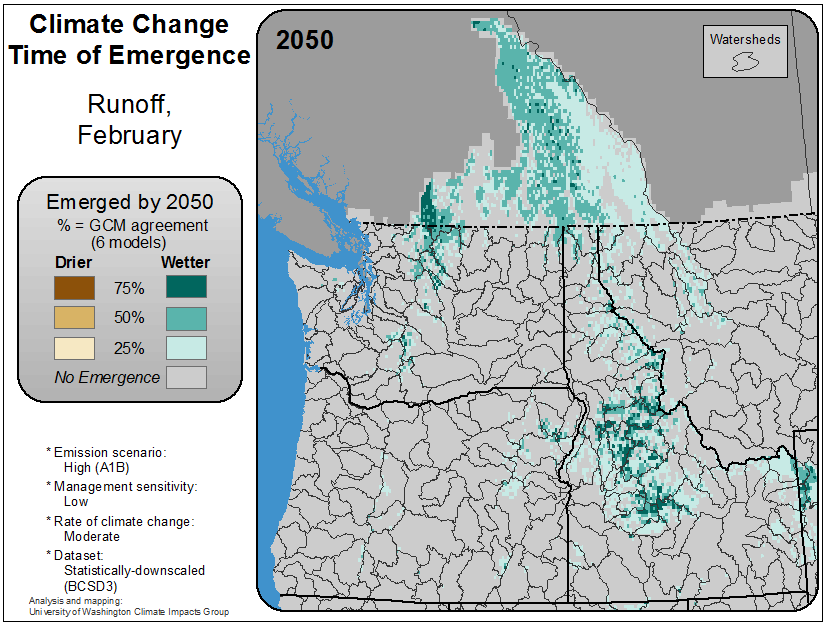 Climate Change
Time of Emergence
Runoff,
February
Emerged by 2050
% = GCM agreement
(6 models)
Drier Wetter
75%
50%
25%
No Emergence
* Emission scenario:
High (A1B)
* Management sensitivity:
Low
* Rate of climate change:
Moderate
* Dataset:
Statistically-downscaled
(BCSD3)
Analysis and mapping:
University of Washington Climate Impacts Group
2050
Watersheds